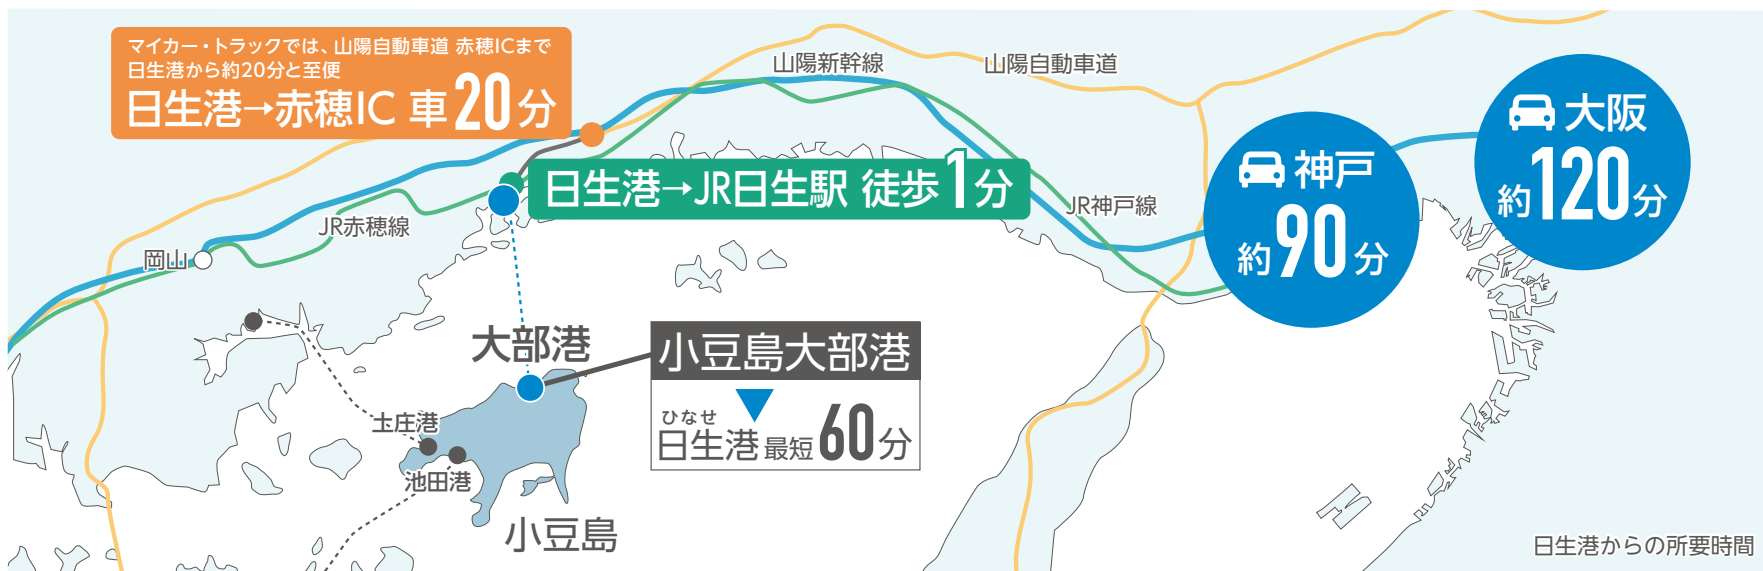 マイカー・トラックでは、山陽自動車道 赤穂ICまで
日生港から約20分と至便
日生港→赤穂IC 車20分
山陽新幹線
山陽自動車道
大阪
約120分
神戸
約90分
日生港→JR日生駅 徒歩1分
JR神戸線
JR赤穂線
岡山
大部港
小豆島大部港
ひなせ
日生港 最短60分
土庄港
池田港
小豆島
日生港からの所要時間